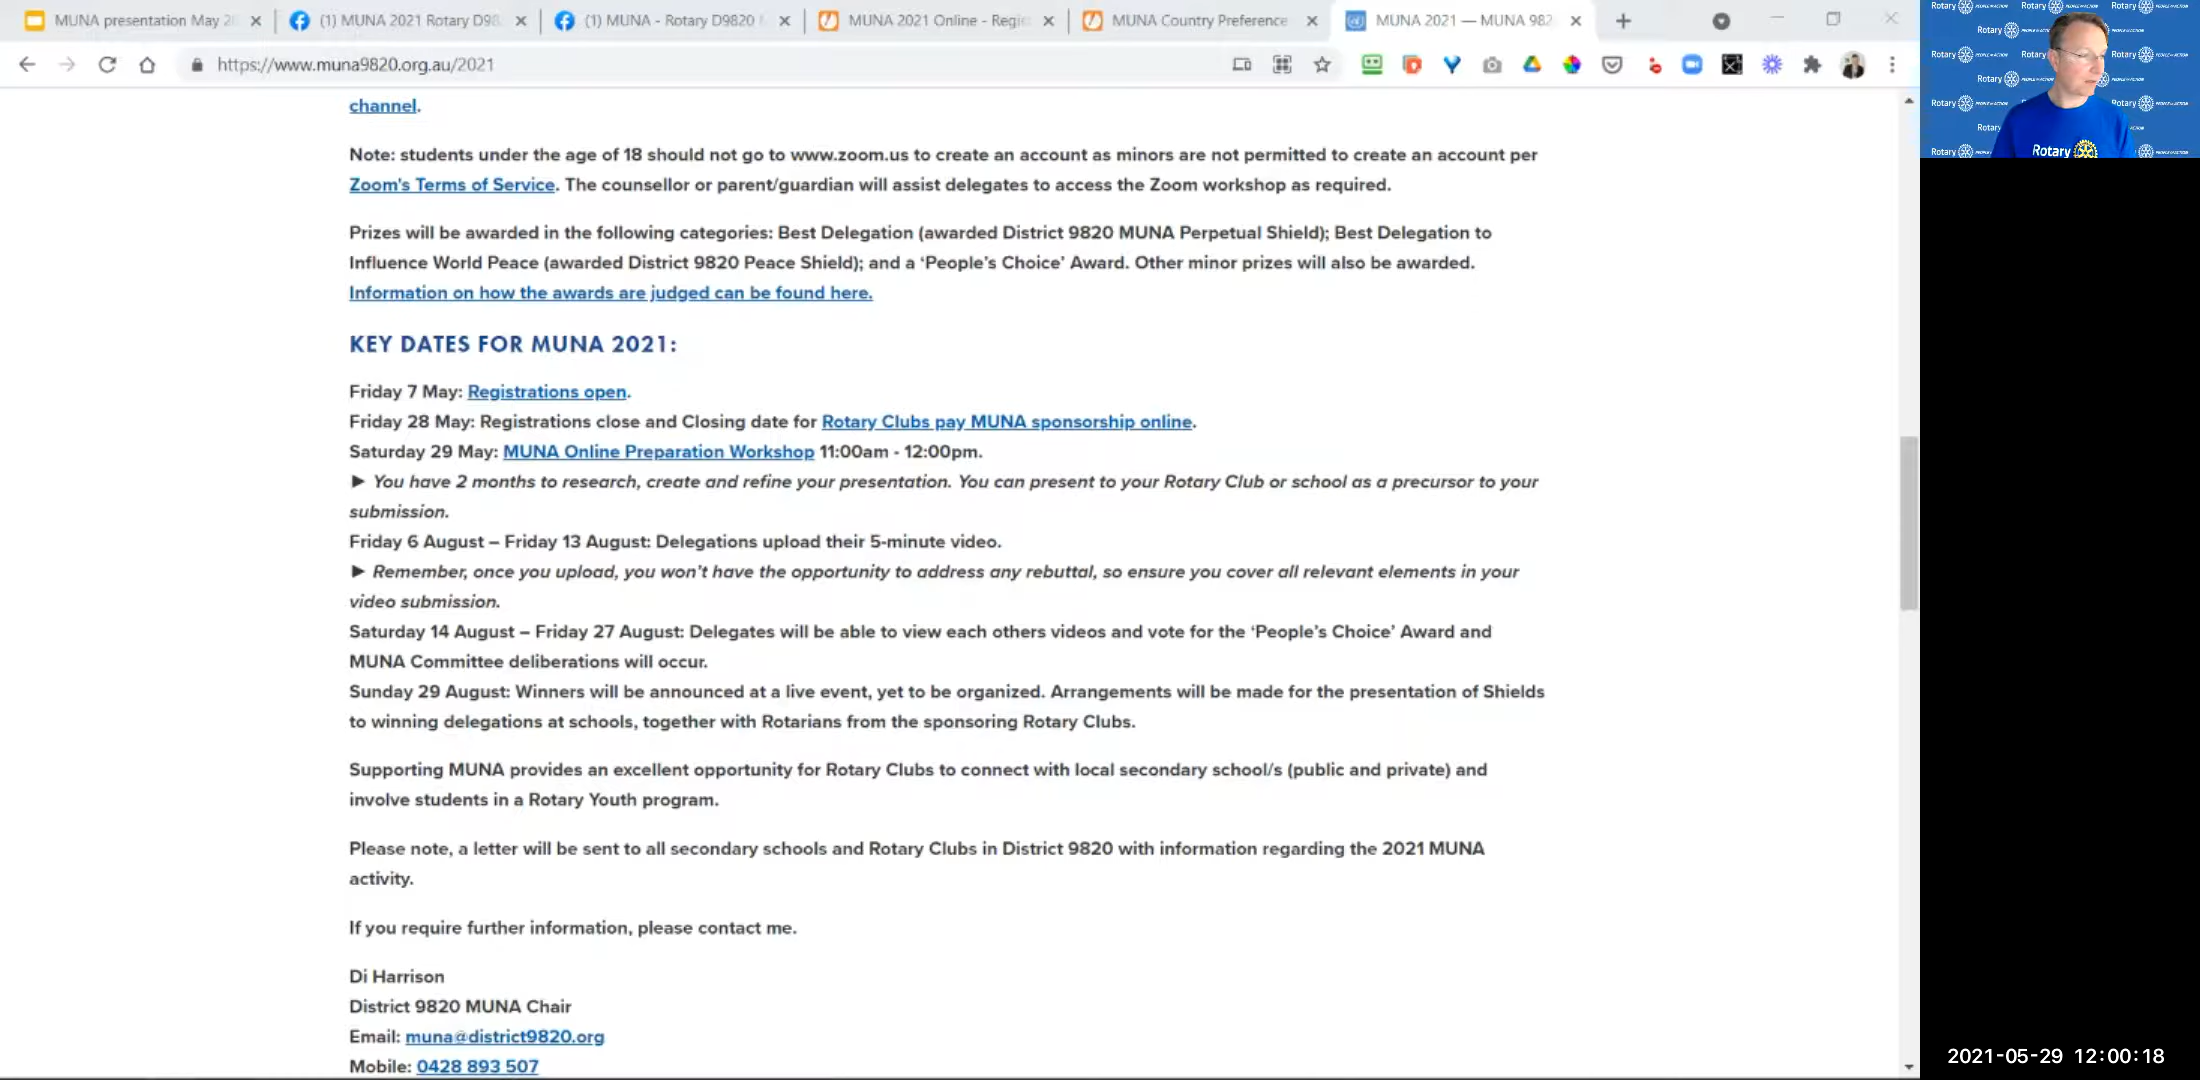 MUNA presentation May 2
(1) MUNA 2021 Rotary D98
(1) MUNA - Rotary D9820
MUNA 2021 Online - Regi
MUNA Country Preference
MUNA 2021 — MUNA 982
https://www.muna9820.org.au/2021
channel.
Note: students under the age of 18 should not go to www.zoom.us to create an account as minors are not permitted to create an account per
Zoom's Terms of Service. The counsellor or parent/guardian will assist delegates to access the Zoom workshop as required.
Prizes will be awarded in the following categories: Best Delegation (awarded District 9820 MUNA Perpetual Shield); Best Delegation to
Influence World Peace (awarded District 9820 Peace Shield); and a ‘People’s Choice’ Award. Other minor prizes will also be awarded.
Information on how the awards are judged can be found here.
KEY DATES FOR MUNA 2021:
Friday 7 May: Registrations open.
Friday 28 May: Registrations close and Closing date for Rotary Clubs pay MUNA sponsorship online.
Saturday 29 May: MUNA Online Preparation Workshop 11:00am - 12:00pm.
► You have 2 months to research, create and refine your presentation. You can present to your Rotary Club or school as a precursor to your
submission.
Friday 6 August – Friday 13 August: Delegations upload their 5-minute video.
► Remember, once you upload, you won’t have the opportunity to address any rebuttal, so ensure you cover all relevant elements in your
video submission.
Saturday 14 August – Friday 27 August: Delegates will be able to view each others videos and vote for the ‘People’s Choice’ Award and
MUNA Committee deliberations will occur.
Sunday 29 August: Winners will be announced at a live event, yet to be organized. Arrangements will be made for the presentation of Shields
to winning delegations at schools, together with Rotarians from the sponsoring Rotary Clubs.
Supporting MUNA provides an excellent opportunity for Rotary Clubs to connect with local secondary school/s (public and private) and
involve students in a Rotary Youth program.
Please note, a letter will be sent to all secondary schools and Rotary Clubs in District 9820 with information regarding the 2021 MUNA
activity.
If you require further information, please contact me.
Di Harrison
District 9820 MUNA Chair
Email: muna@district9820.org
Mobile: 0428 893 507
Rotary
2021-05-29 12:00:18